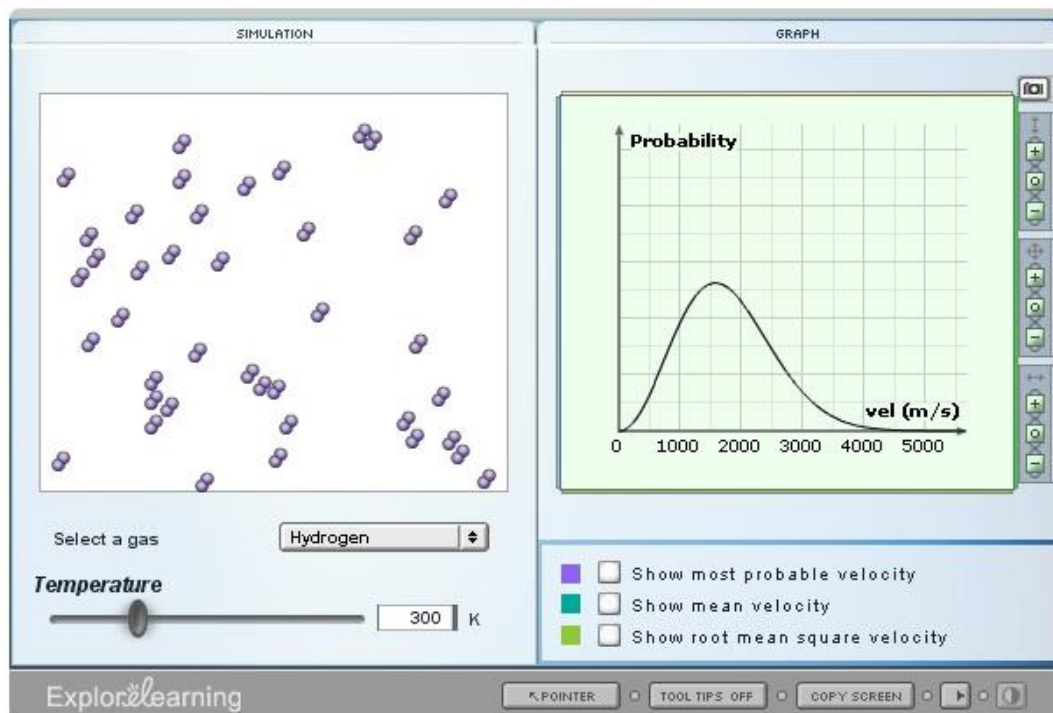 SIMULATION
GRAPH
Probability
vel (m/s)
0 1000 2000 3000 4000 5000
Select a gas
Hydrogen
Temperature
300 K
Show most probable velocity
Show mean velocity
Show root mean square velocity
ExploreLearning
POINTER
TOOL TIPS OFF
COPY SCREEN